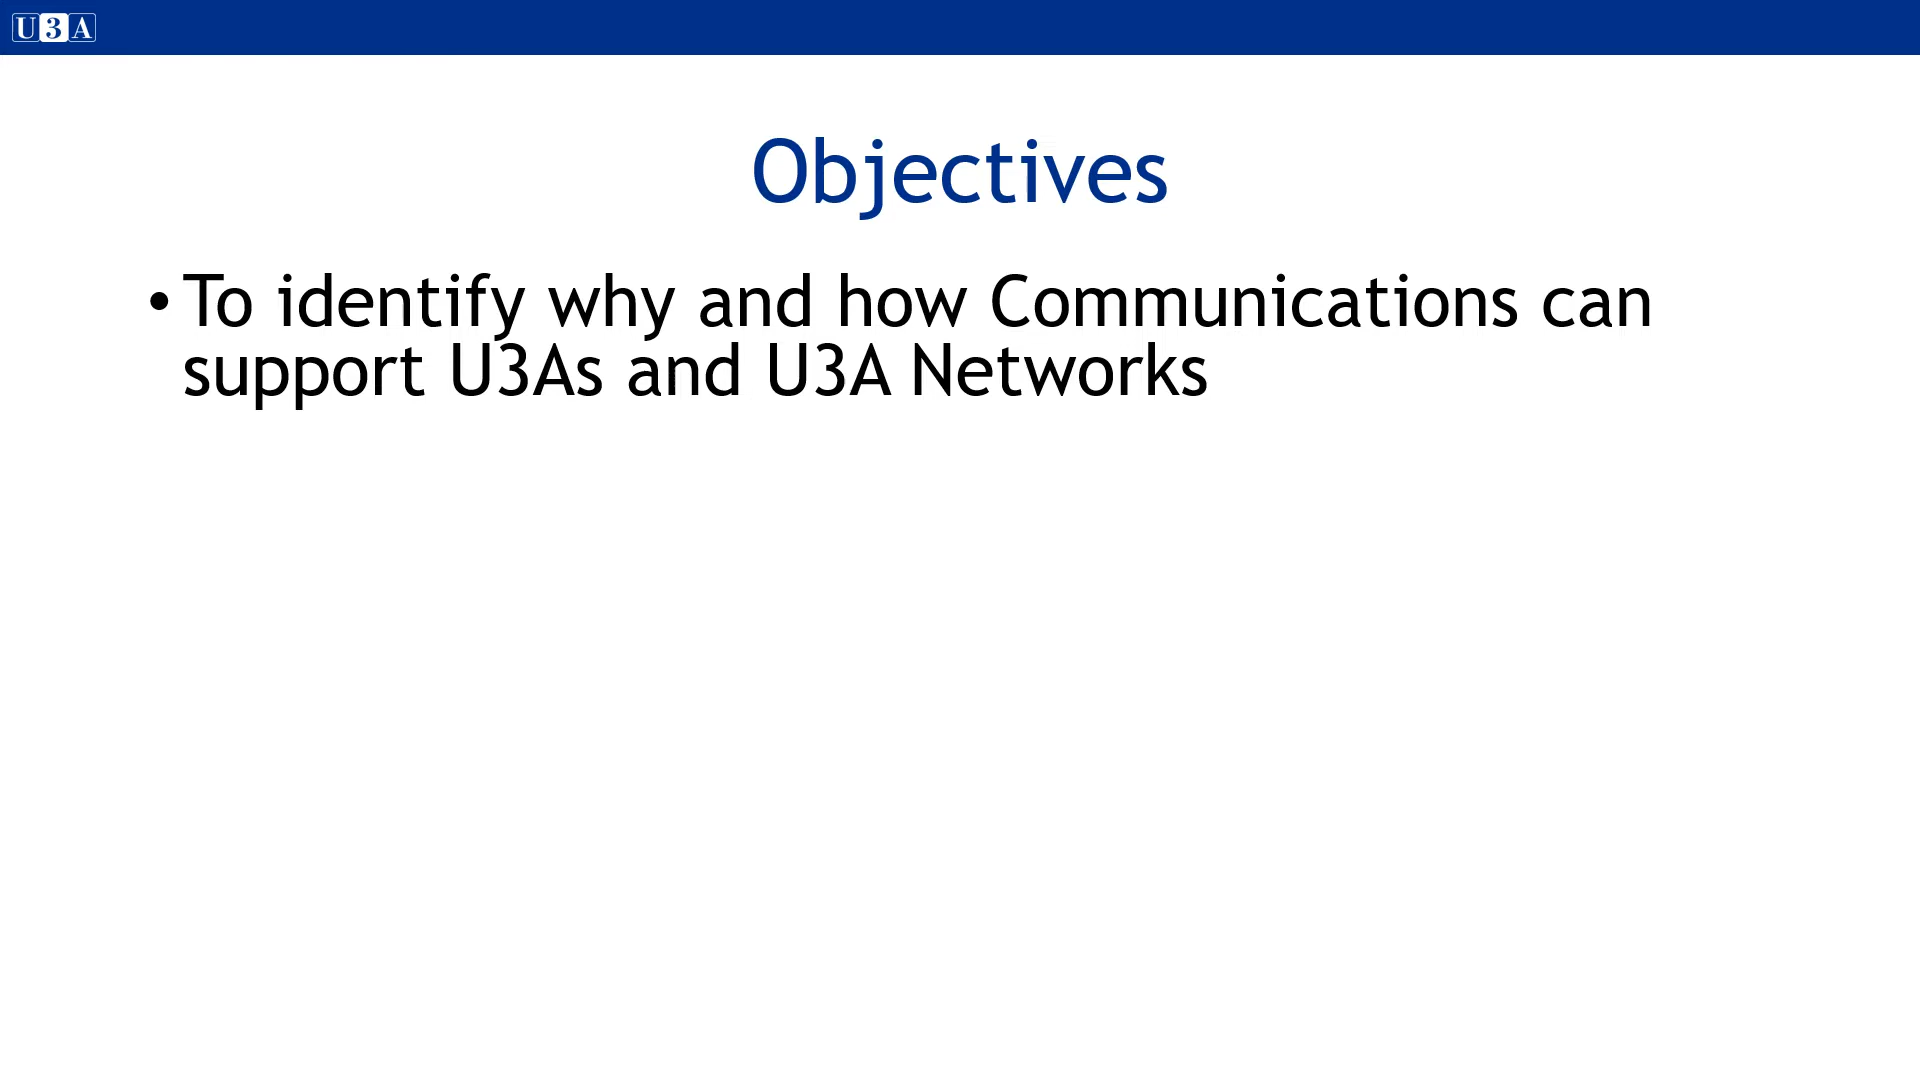 U3A
Objectives
• To identify why and how Communications can
support U3As and U3A Networks